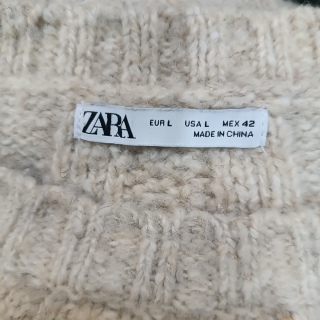 ZARA
EUR L USA L MEX 42
MADE IN CHINA